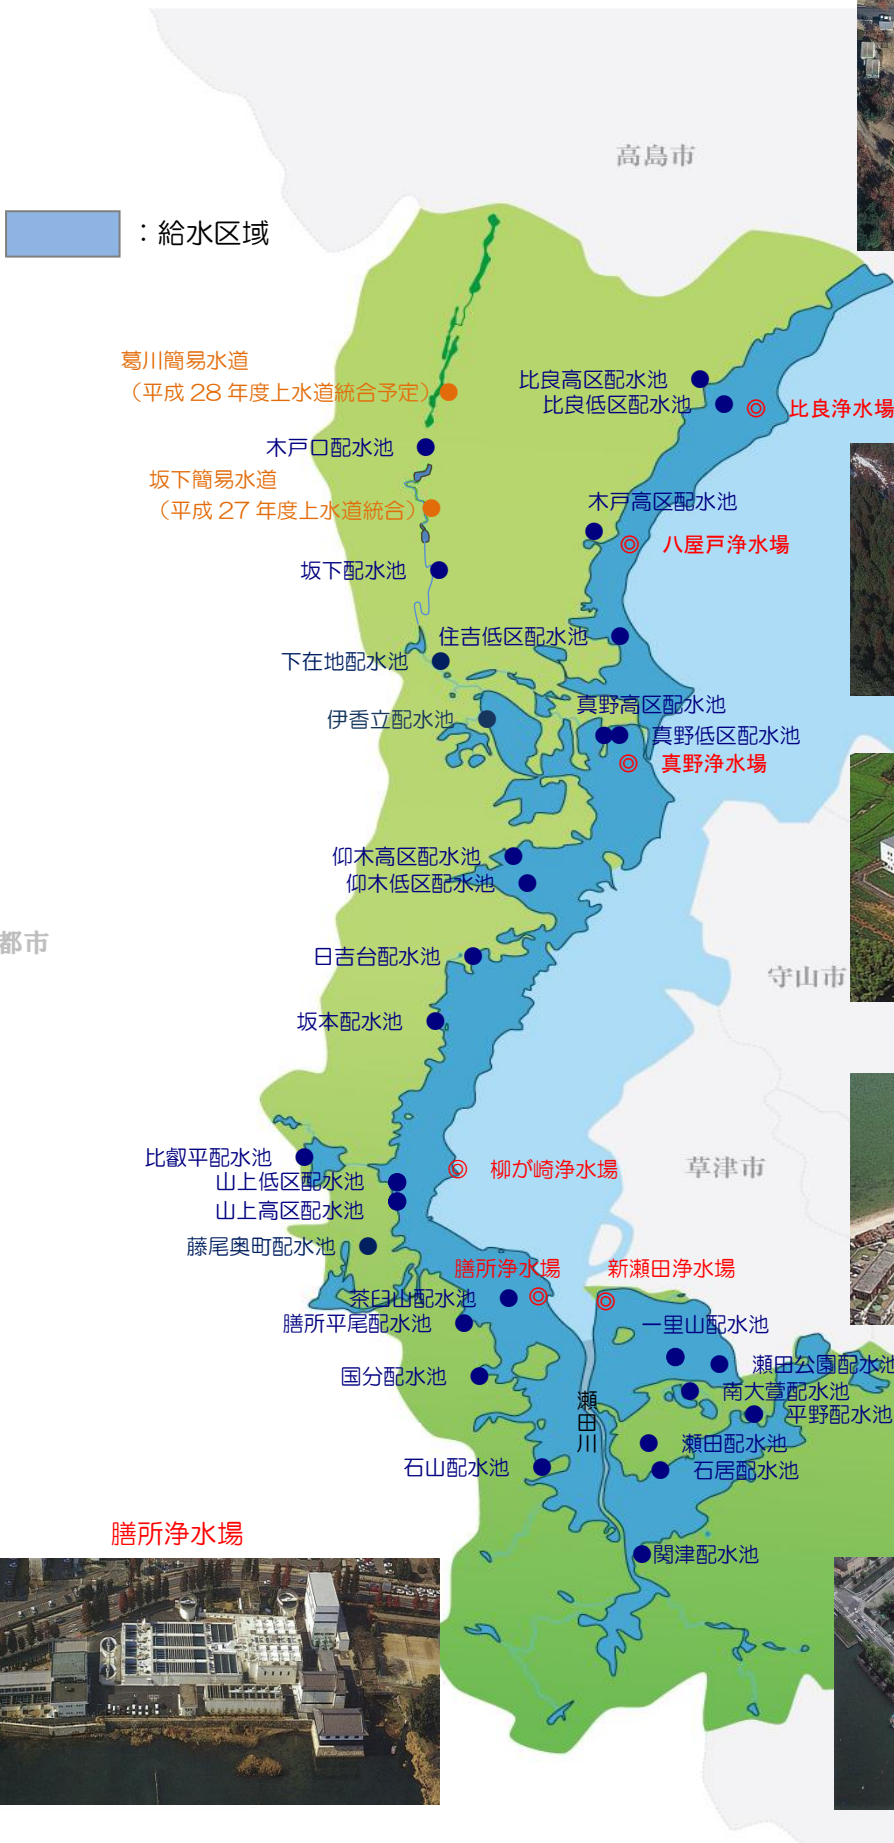 高島市
：給水区域
葛川簡易水道
（平成 28 年度上水道統合予定）
比良高区配水池
比良低区配水池
比良浄水場
木戸口配水池
坂下簡易水道
（平成 27 年度上水道統合）
木戸高区配水池
八屋戸浄水場
坂下配水池
住吉低区配水池
下在地配水池
伊香立配水池
真野高区配水池
真野低区配水池
真野浄水場
仰木高区配水池
仰木低区配水池
都市
日吉台配水池
守山市
坂本配水池
比叡平配水池
柳が崎浄水場
草津市
山上低区配水池
山上高区配水池
藤尾奥町配水池
膳所浄水場
新瀬田浄水場
茶臼山配水池
膳所平尾配水池
一里山配水池
国分配水池
瀬田公園配水池
南大萱配水池
平野配水池
瀬田川
瀬田配水池
石山配水池
石居配水池
膳所浄水場
関津配水池